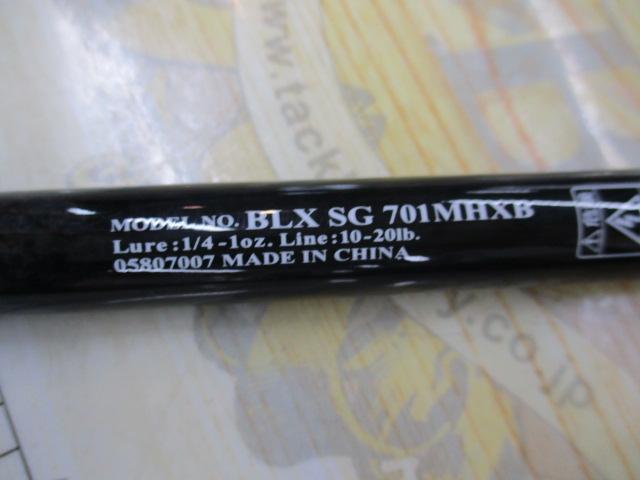 MODEL NO. BLX SG 701MHXB
Lure:1/4-1oz. Line:10-20lb.
05807007 MADE IN CHINA
www.tack
y.co.jp